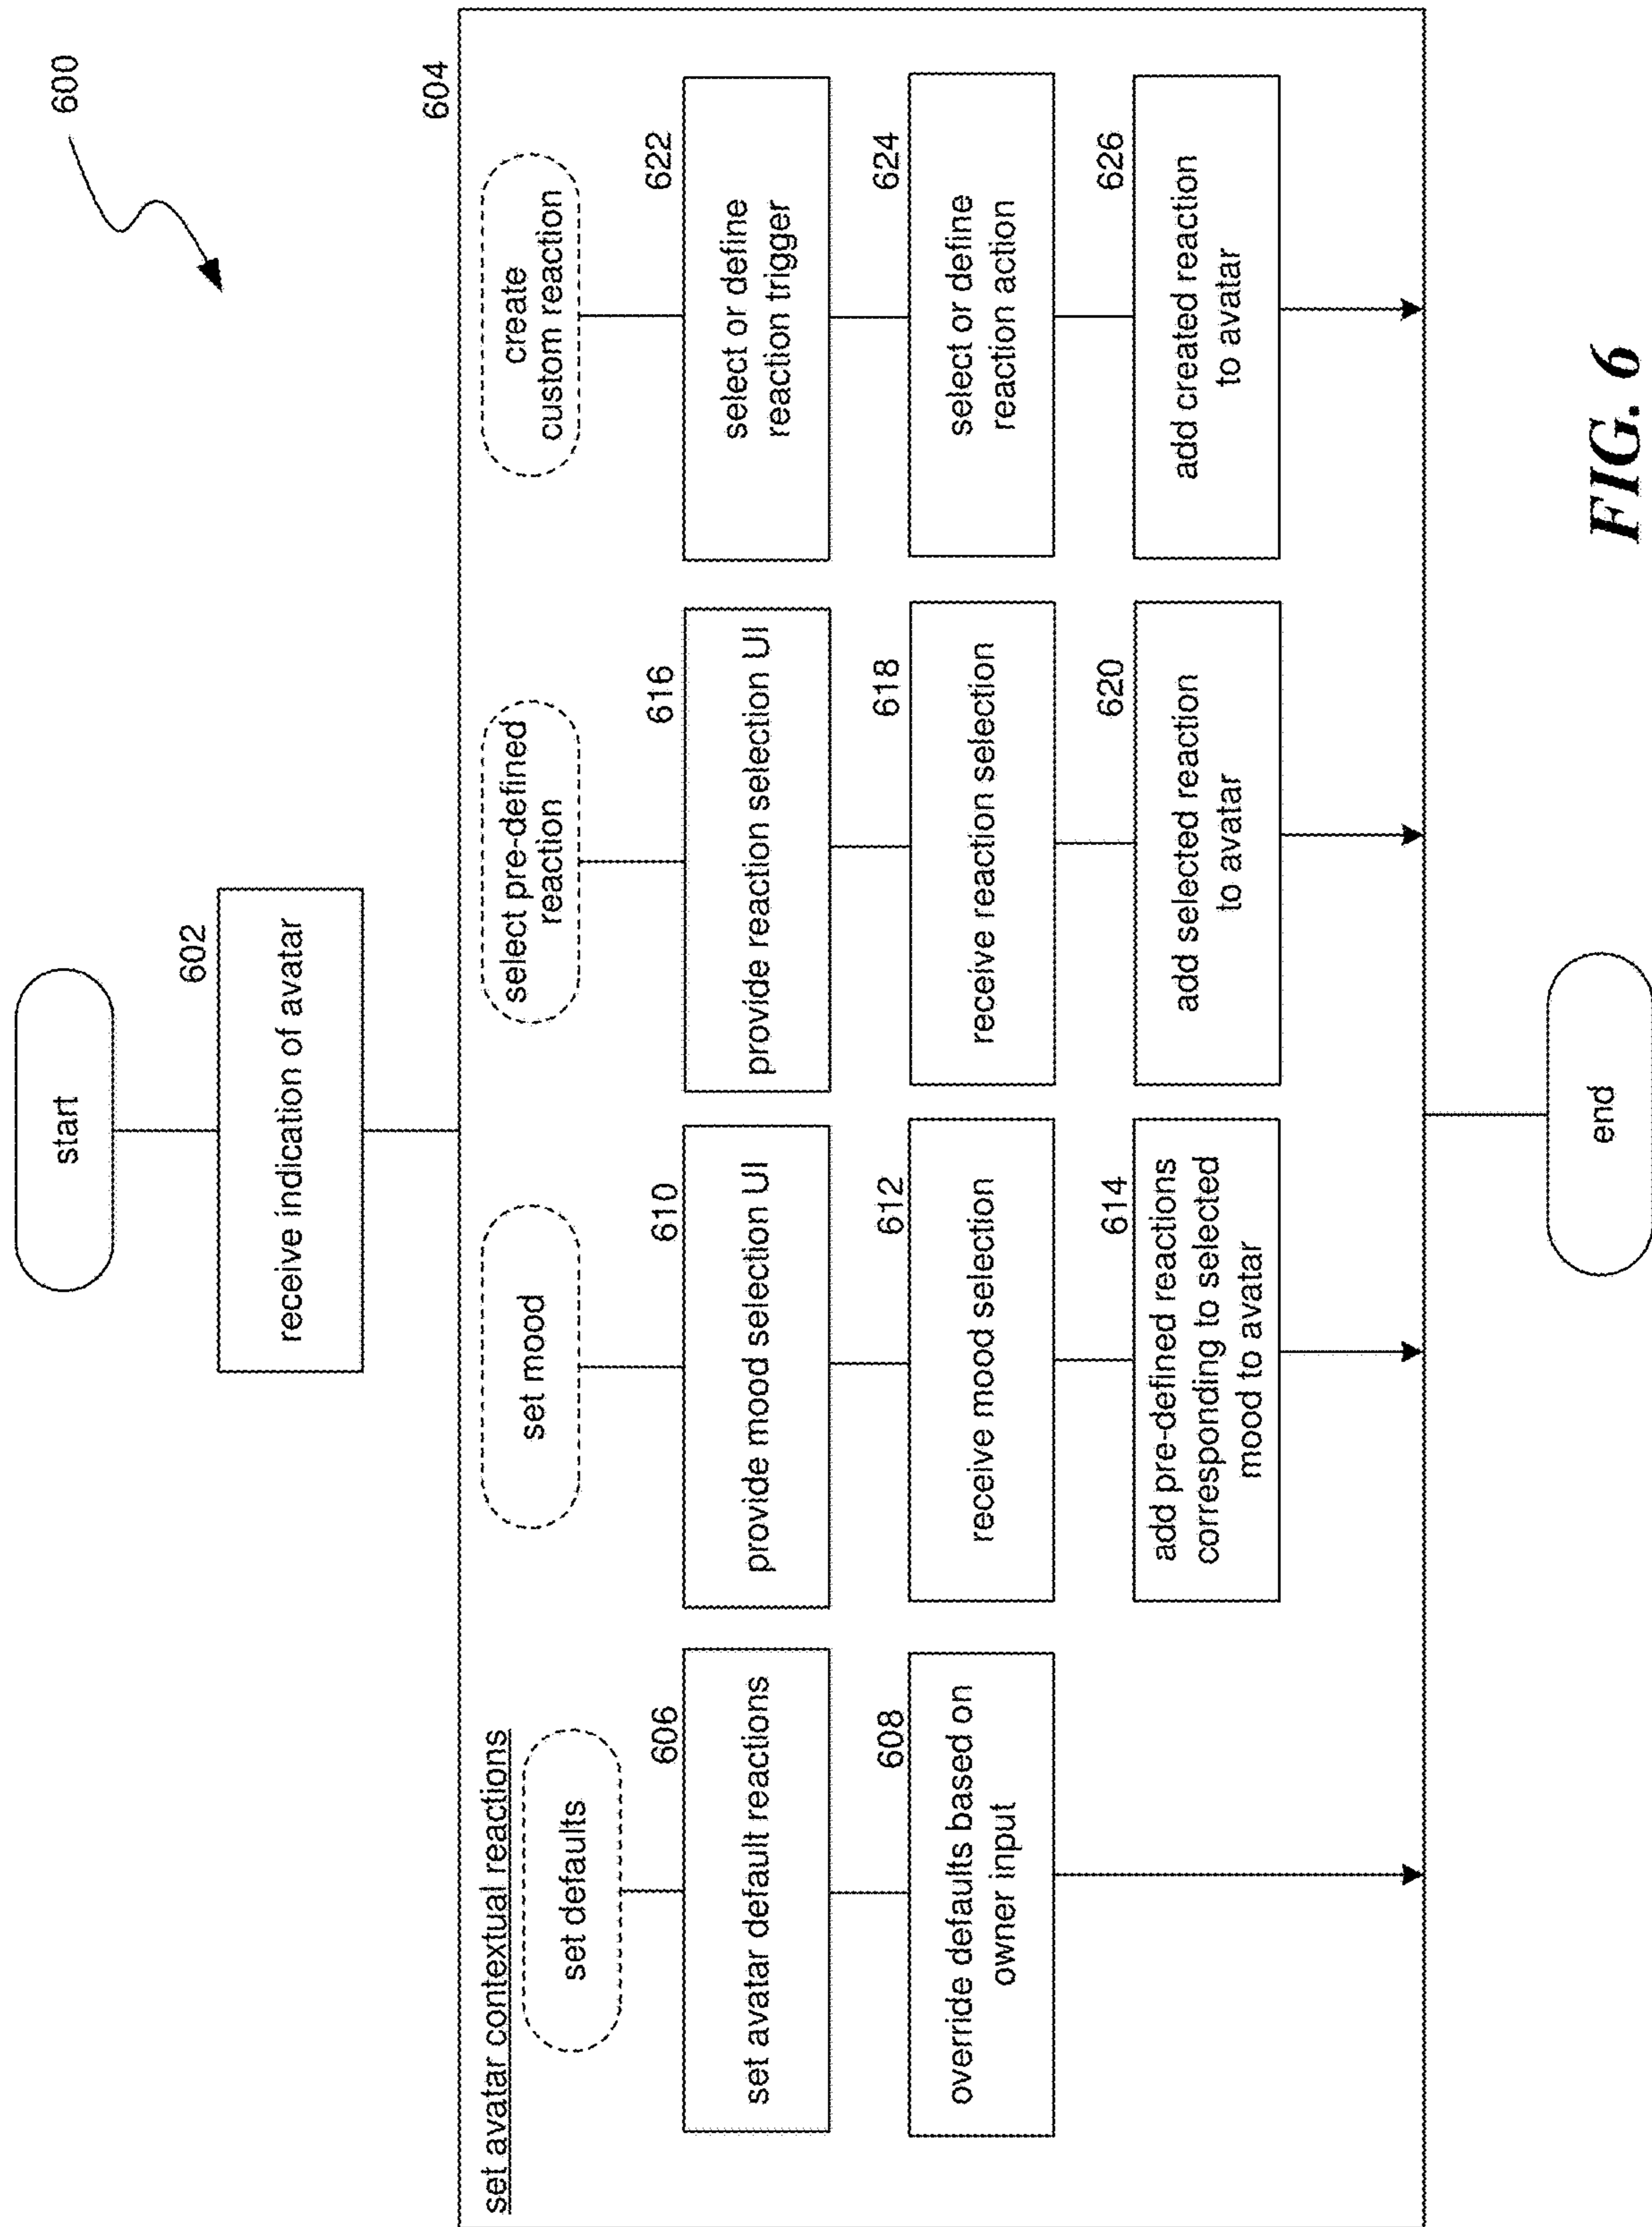 600
start
602
receive indication of avatar
604
set avatar contextual reactions
set defaults
606
set avatar default reactions
608
override defaults based on
owner input
set mood
610
provide mood selection UI
612
receive mood selection
614
add pre-defined reactions
corresponding to selected
mood to avatar
select pre-defined
reaction
616
provide reaction selection UI
618
receive reaction selection
620
add selected reaction
to avatar
create
custom reaction
622
select or define
reaction trigger
624
select or define
reaction action
626
add created reaction
to avatar
end
FIG. 6